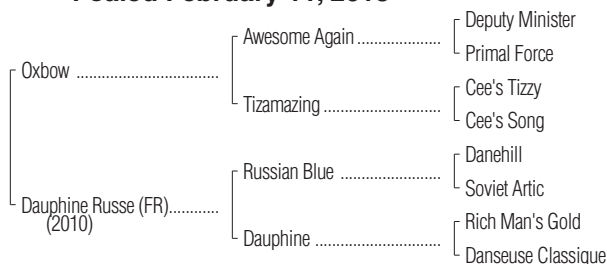 Deputy Minister
Awesome Again ....................
Primal Force
Oxbow .................................
Cee's Tizzy
Tizamazing .........................
Cee's Song
Danehill
Russian Blue ........................
Soviet Artic
Dauphine Russe (FR)............
(2010)
Rich Man's Gold
Dauphine ...........................
Danseuse Classique